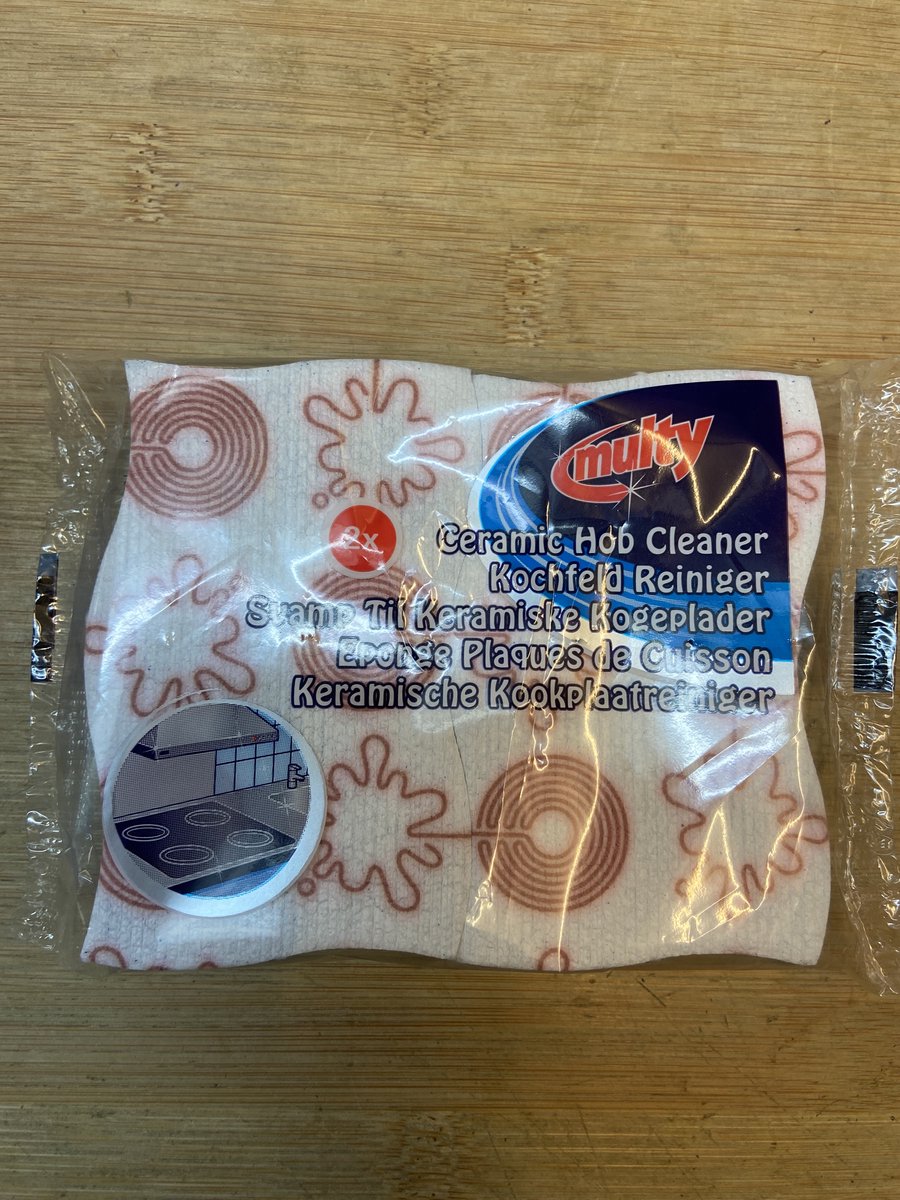 multy
2x
Ceramic Hob Cleaner
Kochfeld Reiniger
Svamp Til Keramiske Kogeplader
Eponge Plaques de Cuisson
Keramische Kookplaatreiniger